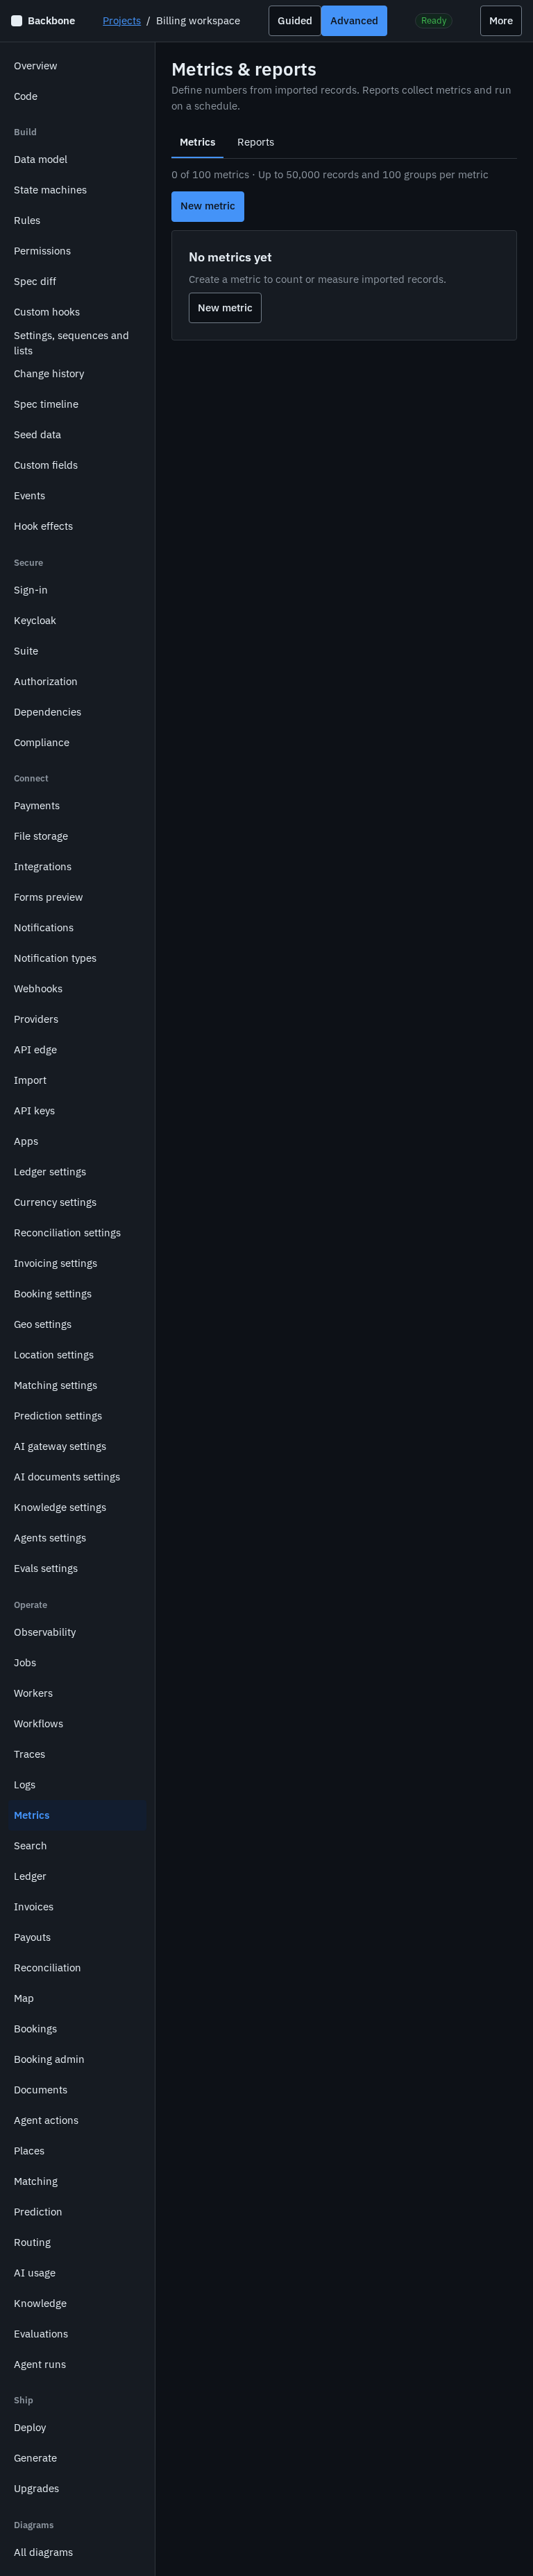 Backbone
Projects / Billing workspace
Guided
Advanced
Ready
More
Overview
Code
Build
Data model
State machines
Rules
Permissions
Spec diff
Custom hooks
Settings, sequences and
lists
Change history
Spec timeline
Seed data
Custom fields
Events
Hook effects
Secure
Sign-in
Keycloak
Suite
Authorization
Dependencies
Compliance
Connect
Payments
File storage
Integrations
Forms preview
Notifications
Notification types
Webhooks
Providers
API edge
Import
API keys
Apps
Ledger settings
Currency settings
Reconciliation settings
Invoicing settings
Booking settings
Geo settings
Location settings
Matching settings
Prediction settings
AI gateway settings
AI documents settings
Knowledge settings
Agents settings
Evals settings
Operate
Observability
Jobs
Workers
Workflows
Traces
Logs
Metrics
Search
Ledger
Invoices
Payouts
Reconciliation
Map
Bookings
Booking admin
Documents
Agent actions
Places
Matching
Prediction
Routing
AI usage
Knowledge
Evaluations
Agent runs
Ship
Deploy
Generate
Upgrades
Diagrams
All diagrams
Metrics & reports
Define numbers from imported records. Reports collect metrics and run
on a schedule.
Metrics
Reports
0 of 100 metrics · Up to 50,000 records and 100 groups per metric
New metric
No metrics yet
Create a metric to count or measure imported records.
New metric